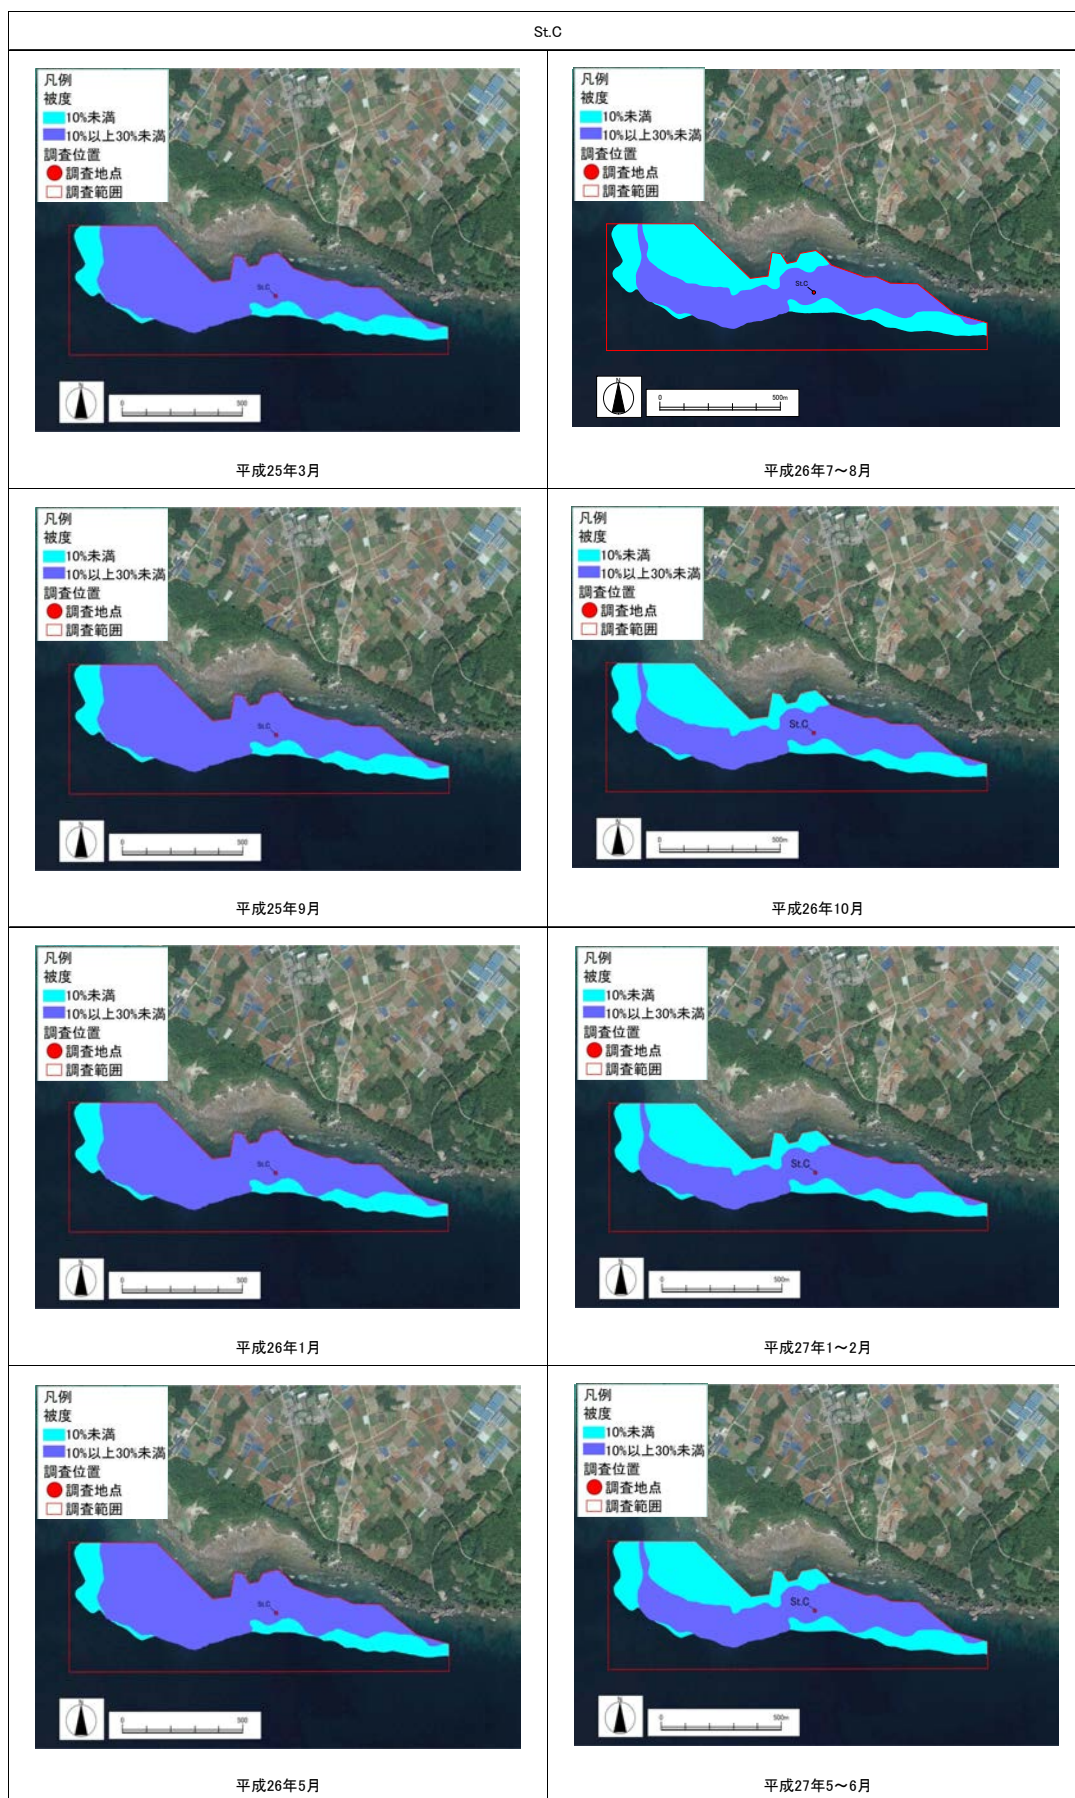 St.C
凡例
被度
10%未満
10%以上30%未満
調査位置
調査地点
調査範囲
St.C
N
0 500
平成25年3月
凡例
被度
10%未満
10%以上30%未満
調査位置
調査地点
調査範囲
St.C
N
0 500m
平成26年7～8月
凡例
被度
10%未満
10%以上30%未満
調査位置
調査地点
調査範囲
St.C
N
0 500
平成25年9月
凡例
被度
10%未満
10%以上30%未満
調査位置
調査地点
調査範囲
St.C
N
0 500m
平成26年10月
凡例
被度
10%未満
10%以上30%未満
調査位置
調査地点
調査範囲
St.C
N
0 500
平成26年1月
凡例
被度
10%未満
10%以上30%未満
調査位置
調査地点
調査範囲
St.C
N
0 500m
平成27年1～2月
凡例
被度
10%未満
10%以上30%未満
調査位置
調査地点
調査範囲
St.C
N
0 500
平成26年5月
凡例
被度
10%未満
10%以上30%未満
調査位置
調査地点
調査範囲
St.C
N
0 500m
平成27年5～6月